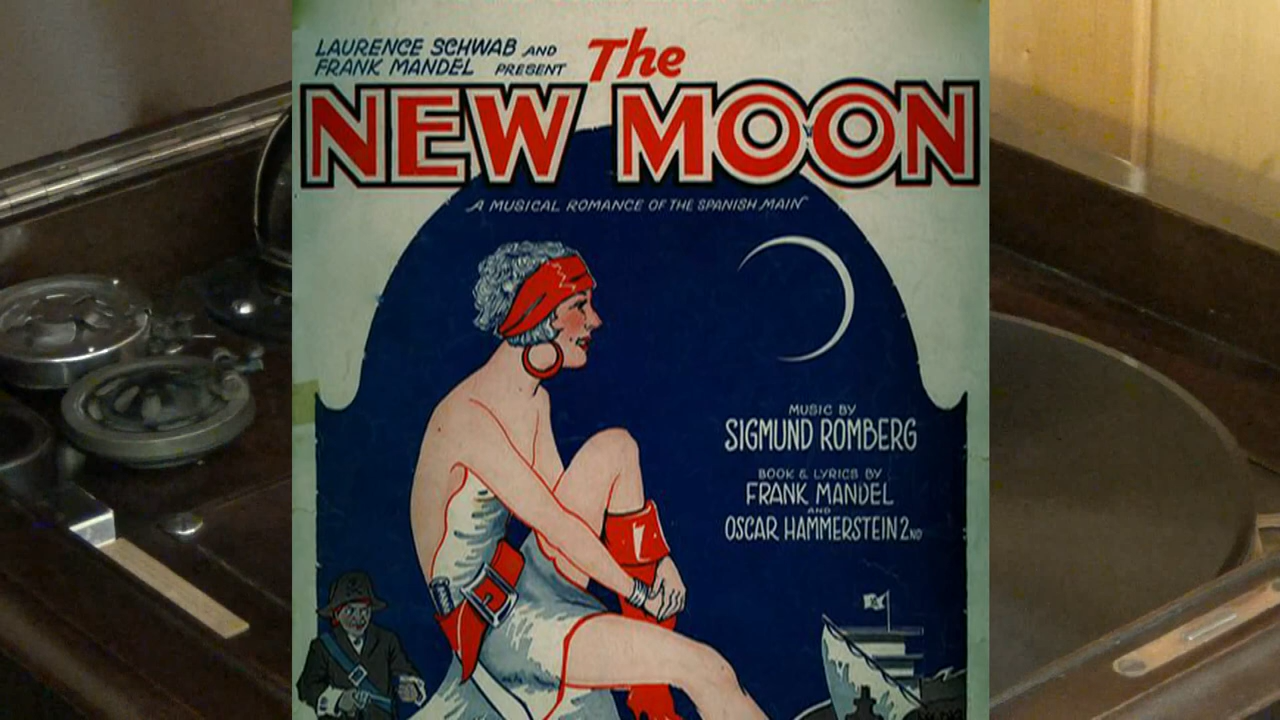 LAURENCE SCHWAB AND
FRANK MANDEL PRESENT
The
NEW MOON
A MUSICAL ROMANCE OF THE SPANISH MAIN
MUSIC BY
SIGMUND ROMBERG
BOOK & LYRICS BY
FRANK MANDEL
AND
OSCAR HAMMERSTEIN 2ND